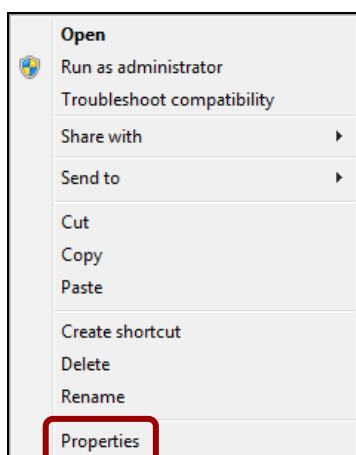 Open
Run as administrator
Troubleshoot compatibility
Share with
Send to
Cut
Copy
Paste
Create shortcut
Delete
Rename
Properties